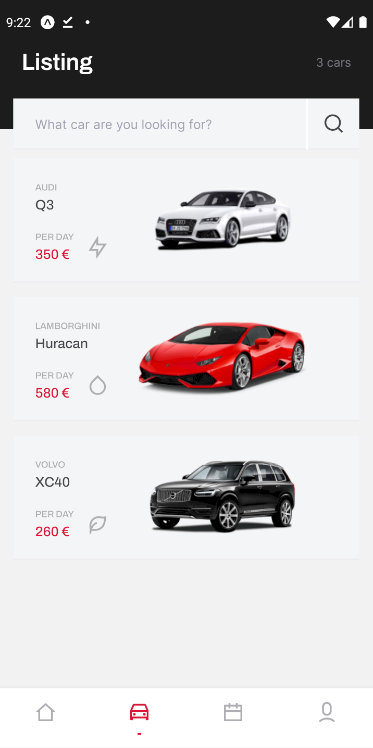 9:22
Listing
3 cars
What car are you looking for?
AUDI
Q3
PER DAY
350 €
LAMBORGHINI
Huracan
PER DAY
580 €
VOLVO
XC40
PER DAY
260 €